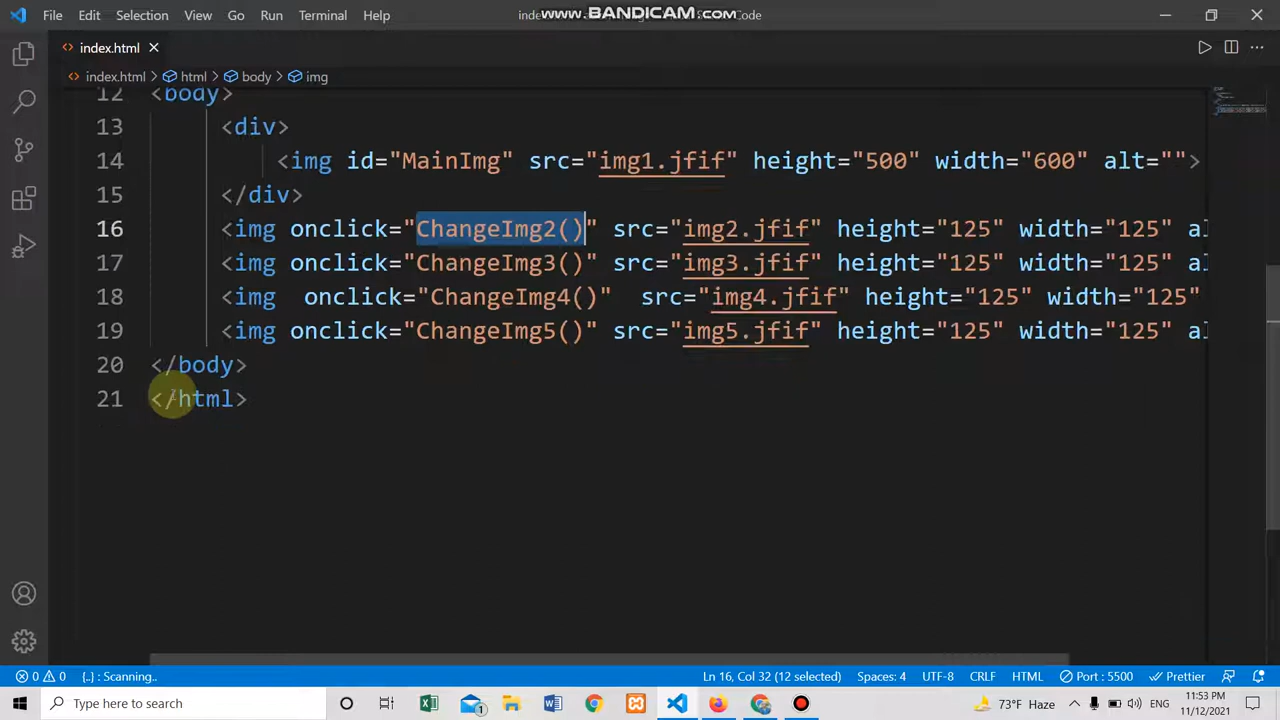 File Edit Selection View Go Run Terminal Help
inde
www.BANDICAM.com
Code
index.html
index.html > html > body > img
12 <body>
13 <div>
14 <img id="MainImg" src="img1.jfif" height="500" width="600" alt="">
15 </div>
16 <img onclick="ChangeImg2()" src="img2.jfif" height="125" width="125" al
17 <img onclick="ChangeImg3()" src="img3.jfif" height="125" width="125" al
18 <img  onclick="ChangeImg4()"  src="img4.jfif" height="125" width="125"
19 <img onclick="ChangeImg5()" src="img5.jfif" height="125" width="125" al
20 </body>
21 </html>
0 0 {..} : Scanning.. Ln 16, Col 32 (12 selected) Spaces: 4 UTF-8 CRLF HTML Port : 5500 Prettier
Type here to search
1
73°F Haze
ENG
11:53 PM
11/12/2021